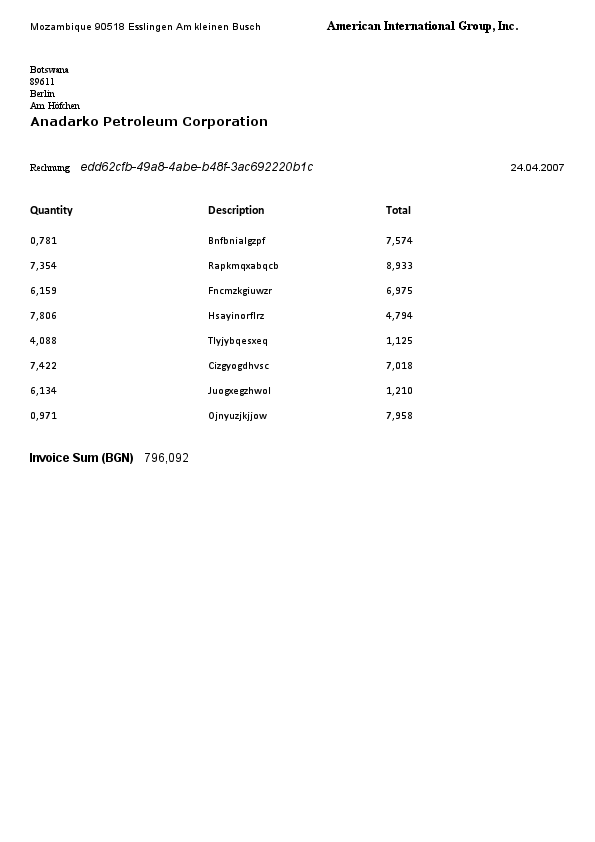 Mozambique 90518 Esslingen Am kleinen Busch American International Group, Inc.
Botswana
89611
Berlin
Am Höfchen
Anadarko Petroleum Corporation
Rechnung edd62cfb-49a8-4abe-b48f-3ac692220b1c 24.04.2007
Quantity Description Total
0,781 Bnfbnialgzpf 7,574
7,354 Rapkmqxabqcb 8,933
6,159 Fncmzkgiuwzr 6,975
7,806 Hsayinorflrz 4,794
4,088 Tlyjybqesxeq 1,125
7,422 Cizgyogdhvsc 7,018
6,134 Juogxegzhwol 1,210
0,971 Ojnyuzjkjjow 7,958
Invoice Sum (BGN) 796,092